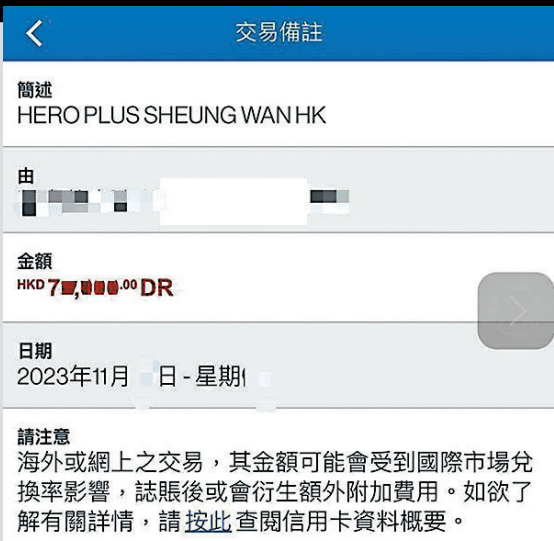 交易備註
簡述
HERO PLUS SHEUNG WAN HK
由
金額
HKD 7 .00 DR
日期
2023年11月 日 - 星期
請注意
海外或網上之交易，其金額可能會受到國際市場兌
換率影響，誌賬後或會衍生額外附加費用。如欲了
解有關詳情，請按此查閱信用卡資料概要。